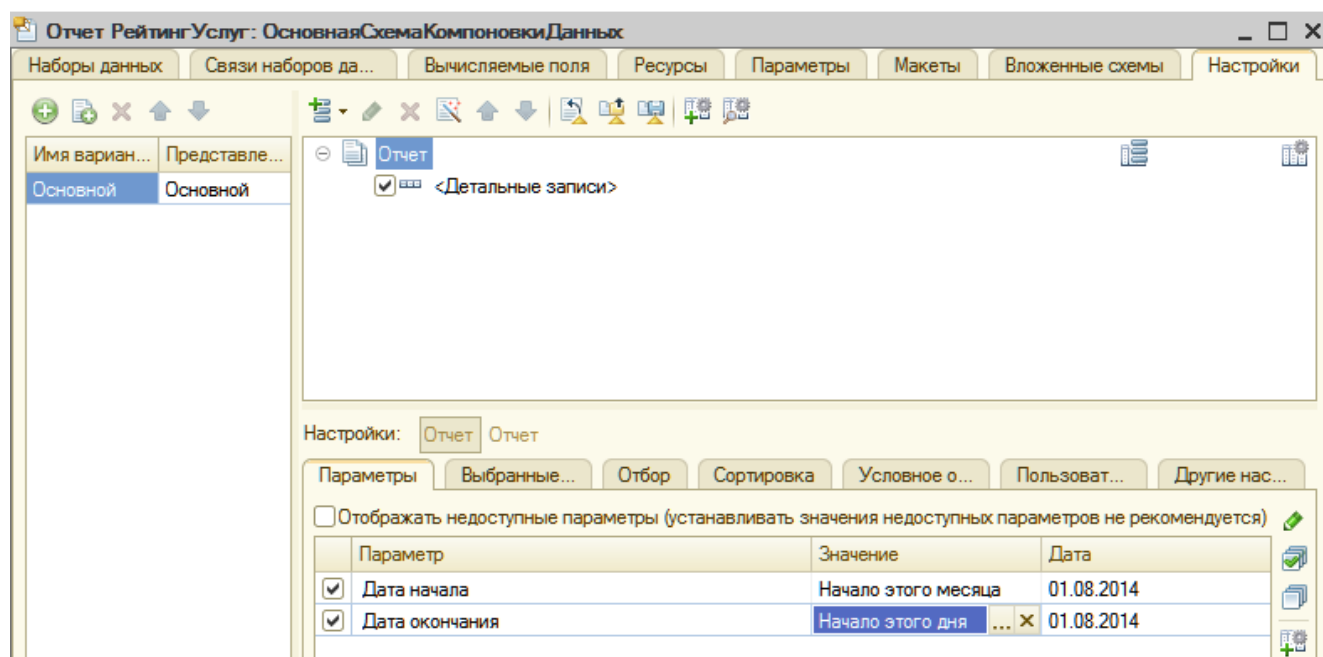 Отчет РейтингУслуг: ОсновнаяСхемаКомпоновкиДанных
Наборы данных Связи наборов да... Вычисляемые поля Ресурсы Параметры Макеты Вложенные схемы Настройки
Имя вариан... Представле...
Основной Основной
Отчет
<Детальные записи>
Настройки: Отчет Отчет
Параметры Выбранные... Отбор Сортировка Условное о... Пользоват... Другие нас...
Отображать недоступные параметры (устанавливать значения недоступных параметров не рекомендуется)
Параметр Значение Дата
Дата начала Начало этого месяца 01.08.2014
Дата окончания Начало этого дня ... 01.08.2014